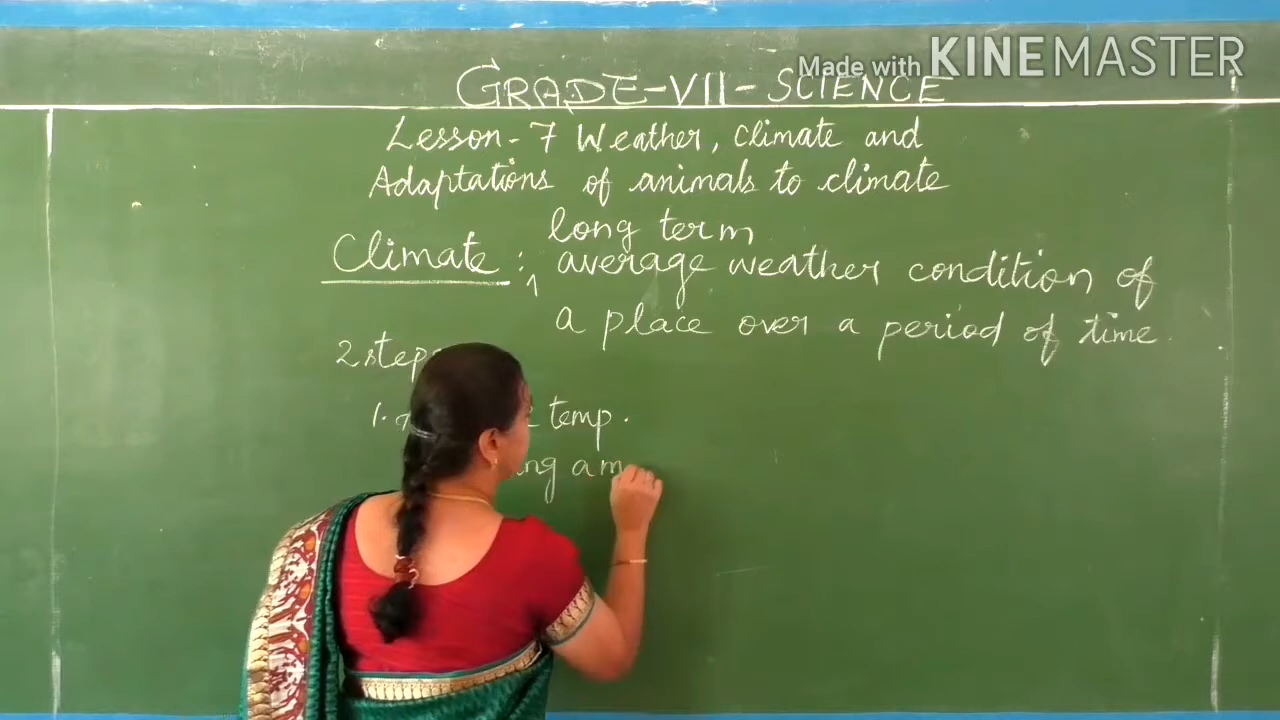 Made with KINEMASTER
GRADE-VII-SCIENCE
Lesson-7 Weather, Climate and
Adaptations of animals to climate
long term
Climate : average weather condition of
a place over a period of time.
2
1. temp.